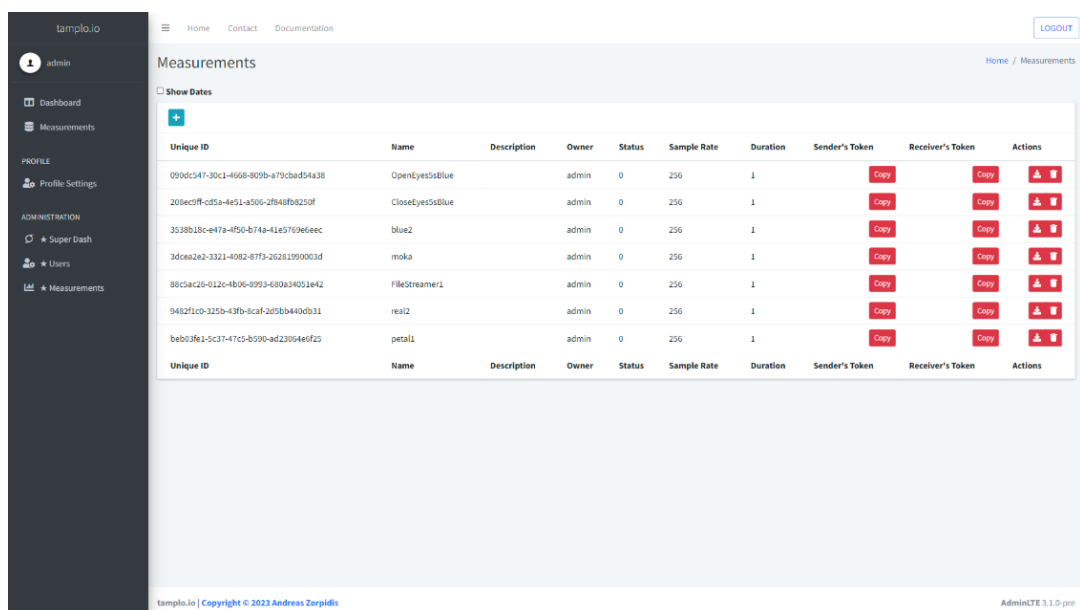 tamplo.io
Home Contact Documentation
LOGOUT
admin
Measurements
Home / Measurements
Dashboard
Measurements
PROFILE
Profile Settings
ADMINISTRATION
★ Super Dash
★ Users
★ Measurements
Show Dates
Unique ID Name Description Owner Status Sample Rate Duration Sender's Token Receiver's Token Actions
090dc547-30c1-4668-809b-a79cbad54a38 OpenEyes5sBlue admin 0 256 1 Copy Copy
208ec9ff-cd5a-4e51-a506-2f848fb8250f CloseEyes5sBlue admin 0 256 1 Copy Copy
3538b18c-e47a-4f50-b74a-41e5769e6eec blue2 admin 0 256 1 Copy Copy
3dcea2e2-3321-4082-87f3-26281990003d moka admin 0 256 1 Copy Copy
88c5ac26-012c-4b06-8993-680a34051e42 FileStreamer1 admin 0 256 1 Copy Copy
9482f1c0-325b-43fb-8caf-2d5bb440db31 real2 admin 0 256 1 Copy Copy
beb03fe1-5c37-47c5-b590-ad23064e6f25 petal1 admin 0 256 1 Copy Copy
Unique ID Name Description Owner Status Sample Rate Duration Sender's Token Receiver's Token Actions
tamplo.io | Copyright © 2023 Andreas Zorpidis
AdminLTE 3.1.0-pre